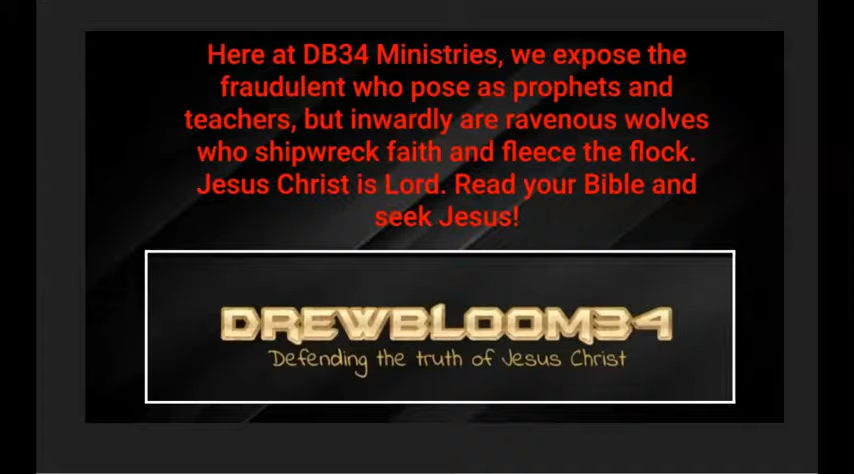 Here at DB34 Ministries, we expose the
fraudulent who pose as prophets and
teachers, but inwardly are ravenous wolves
who shipwreck faith and fleece the flock.
Jesus Christ is Lord. Read your Bible and
seek Jesus!
DREWBLOOM34
Defending the truth of Jesus Christ